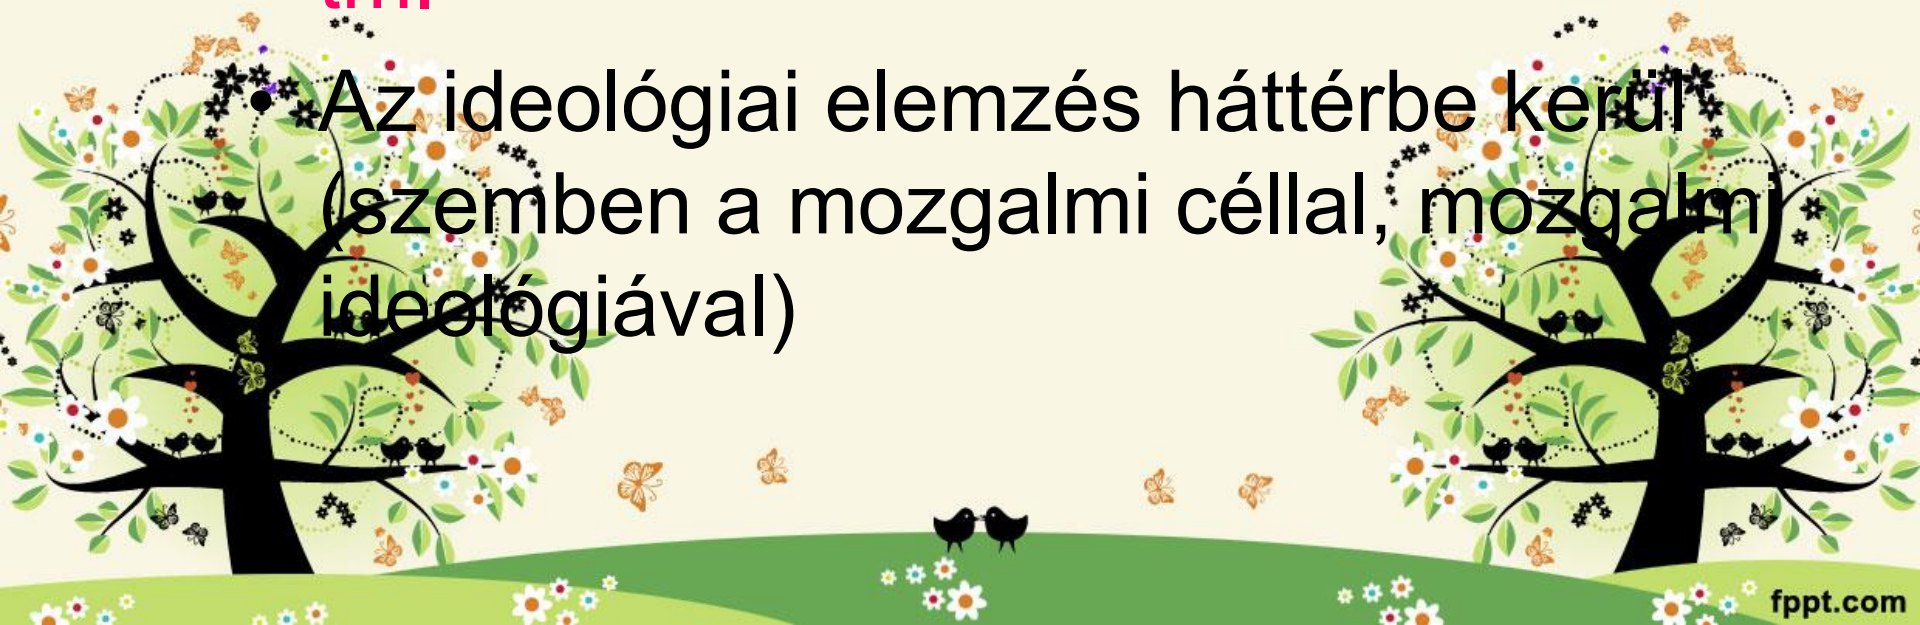 • Az ideológiai elemzés háttérbe kerül
(szemben a mozgalmi céllal, mozgalmi
ideológiával)
fppt.com